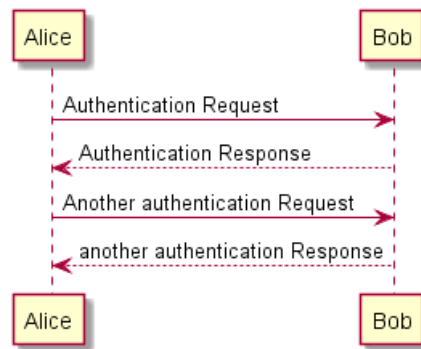 Alice Bob
Authentication Request
Authentication Response
Another authentication Request
another authentication Response
Alice Bob